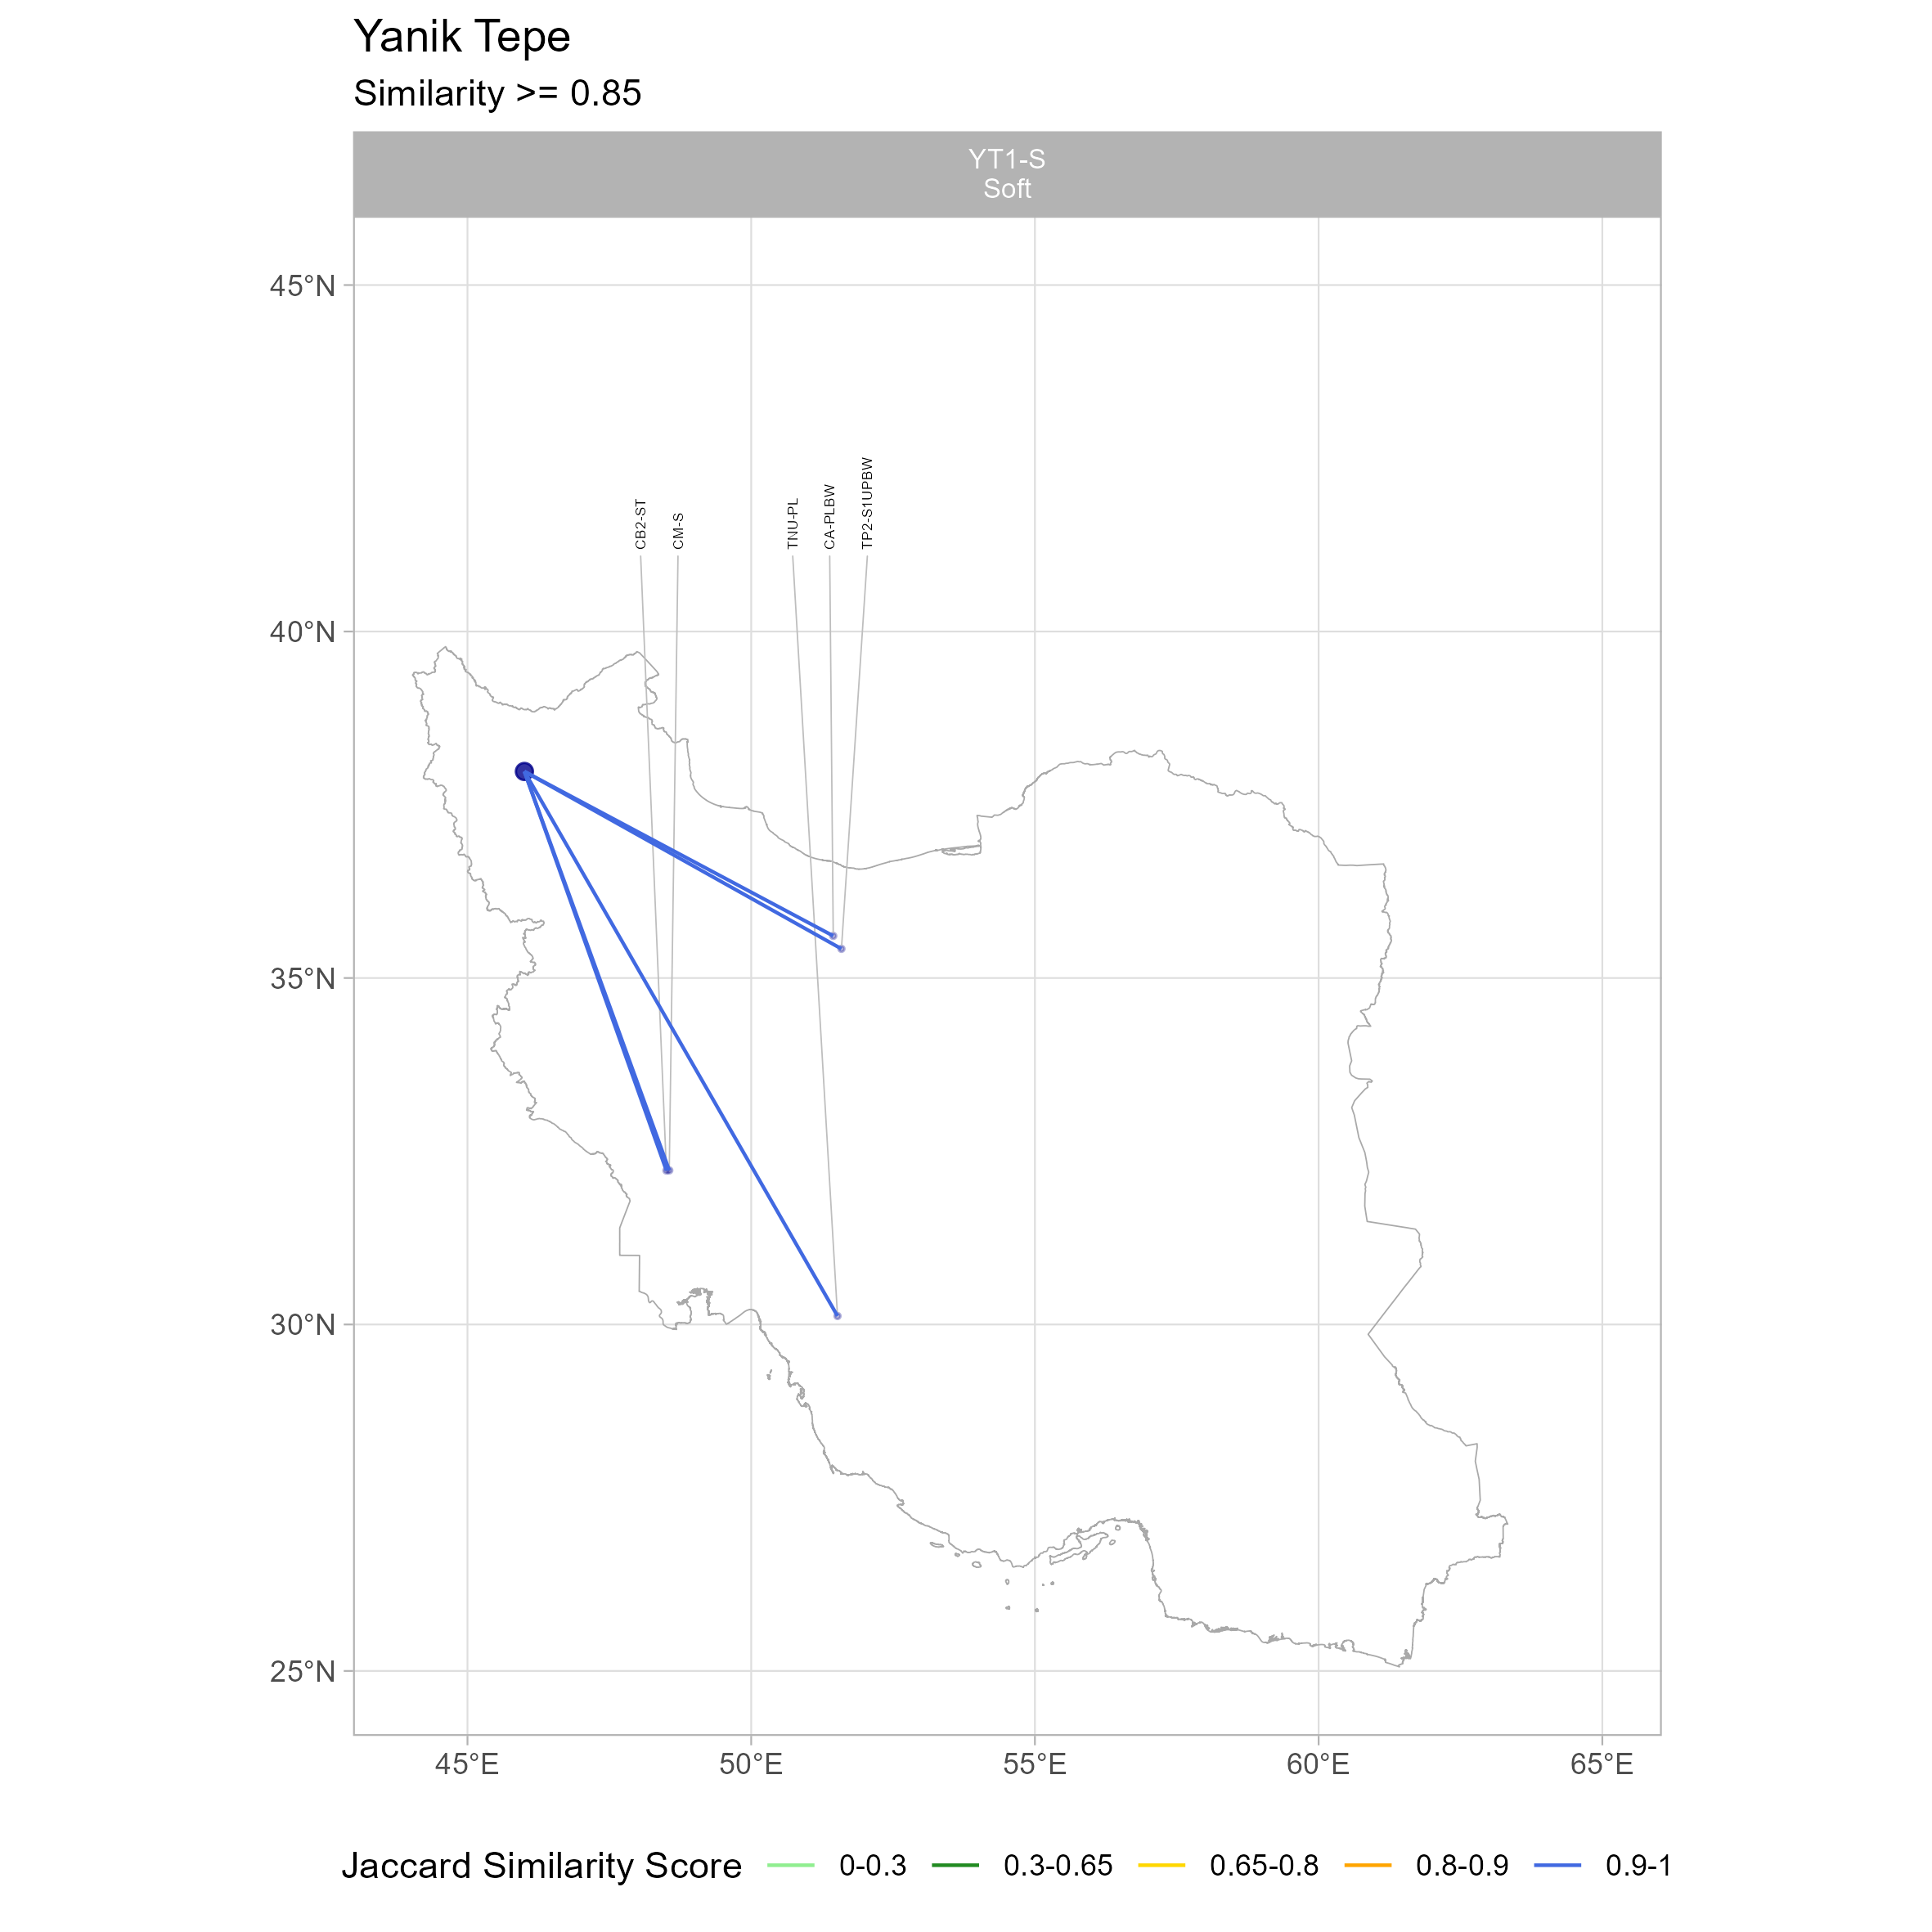 Yanik Tepe
Similarity >= 0.85
YT1-S
Soft
45°N
40°N
35°N
30°N
25°N
CB2-ST
CM-S
TNU-PL
CA-PLBW
TP2-S1UPBW
45°E 50°E 55°E 60°E 65°E
Jaccard Similarity Score 0-0.3 0.3-0.65 0.65-0.8 0.8-0.9 0.9-1